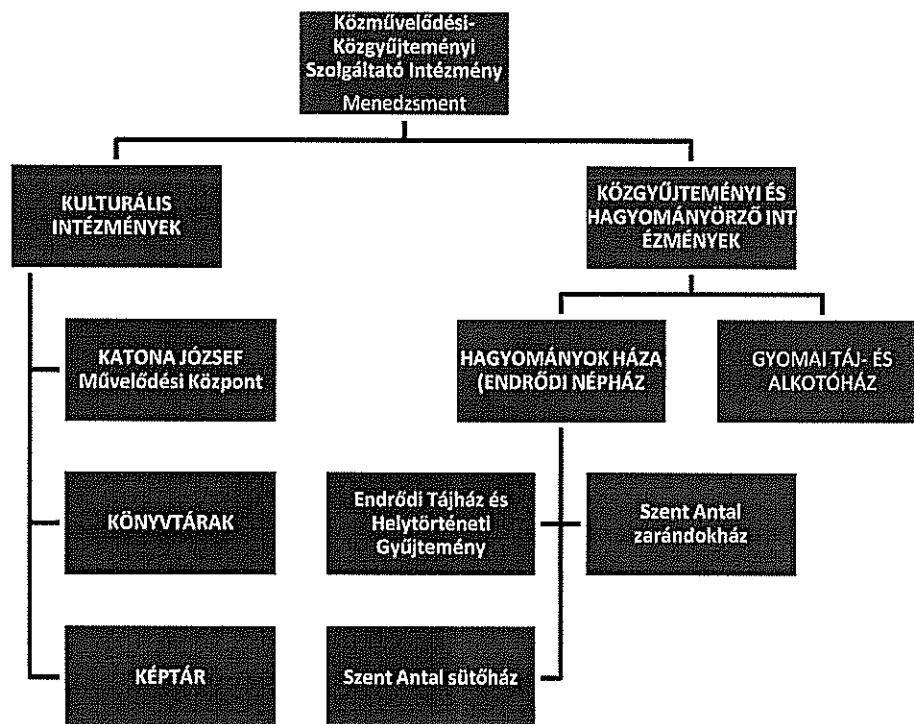 Közművelődési-
Közgyűjteményi
Szolgáltató Intézmény
Menedzsment
KULTURÁLIS
INTÉZMÉNYEK
KÖZGYŰJTEMÉNYI ÉS
HAGYOMÁNYÖRZŐ INT
ÉZMÉNYEK
KATONA JÓZSEF
Művelődési Központ
HAGYOMÁNYOK HÁZA
(ENDRŐDI NÉPHÁZ
GYOMAI TÁJ- ÉS
ALKOTÓHÁZ
KÖNYVTÁRAK
Endrődi Tájház és
Helytörténeti
Gyűjtemény
Szent Antal
zarándokház
KÉPTÁR
Szent Antal sütőház